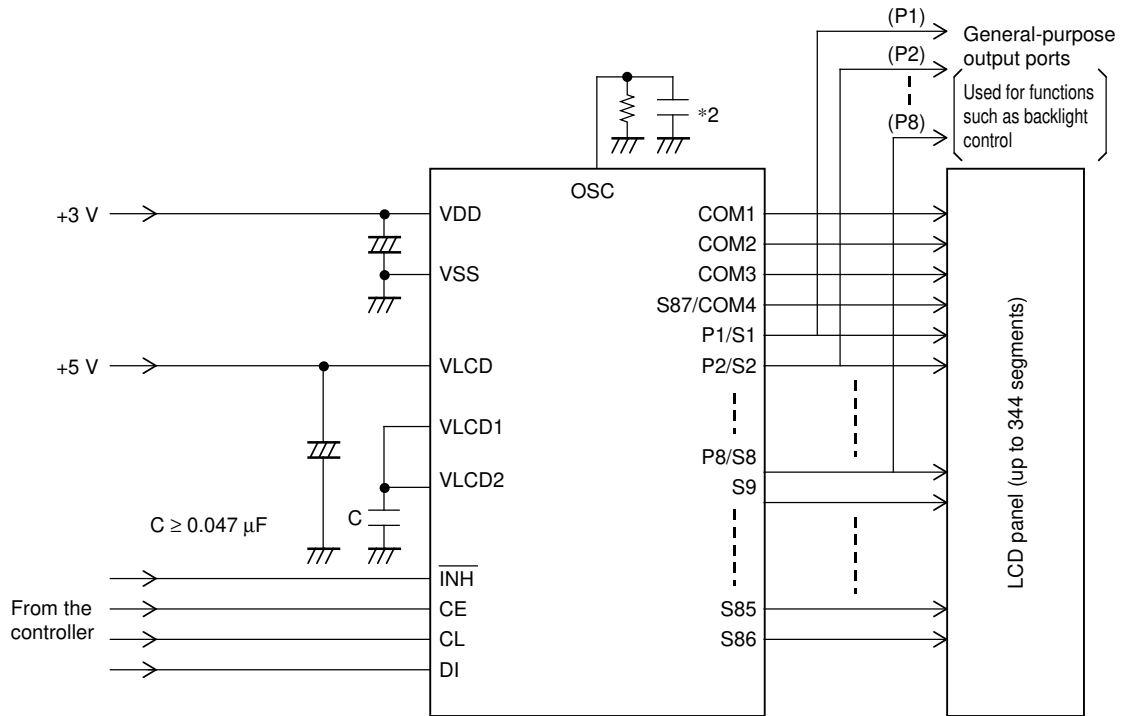 (P1)
General-purpose
output ports
(P2)
Used for functions
such as backlight
control
(P8)
*2
OSC
+3 V
VDD
VSS
+5 V
VLCD
VLCD1
VLCD2
C
C ≥ 0.047 μF
From the
controller
INH
CE
CL
DI
COM1
COM2
COM3
S87/COM4
P1/S1
P2/S2
P8/S8
S9
S85
S86
LCD panel (up to 344 segments)